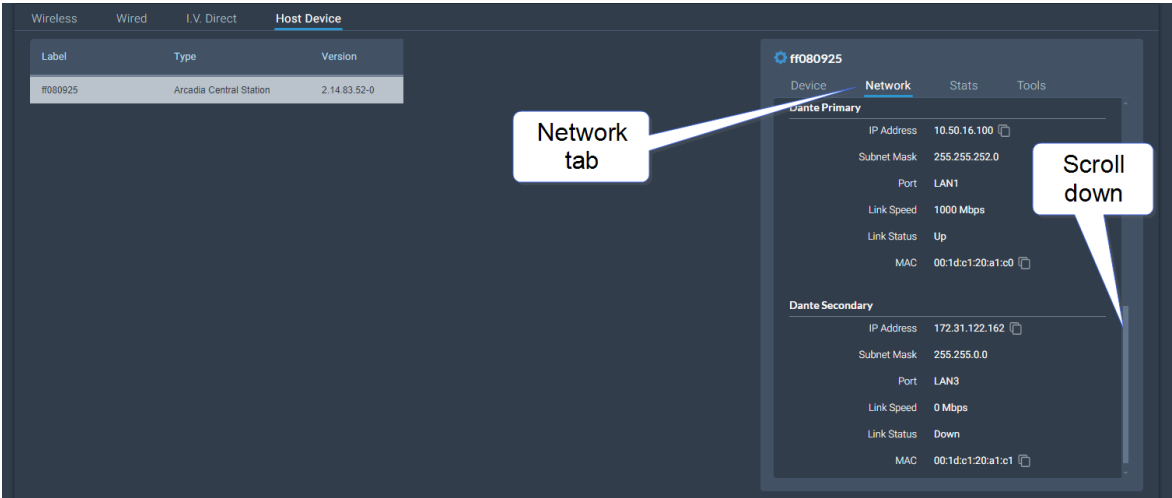 Wireless Wired I.V. Direct Host Device
Label Type Version
ff080925 Arcadia Central Station 2.14.83.52-0
ff080925
Device Network Stats Tools
Dante Primary
IP Address 10.50.16.100
Subnet Mask 255.255.252.0
Port LAN1
Link Speed 1000 Mbps
Link Status Up
MAC 00:1d:c1:20:a1:c0
Dante Secondary
IP Address 172.31.122.162
Subnet Mask 255.255.0.0
Port LAN3
Link Speed 0 Mbps
Link Status Down
MAC 00:1d:c1:20:a1:c1
Network
tab
Scroll
down